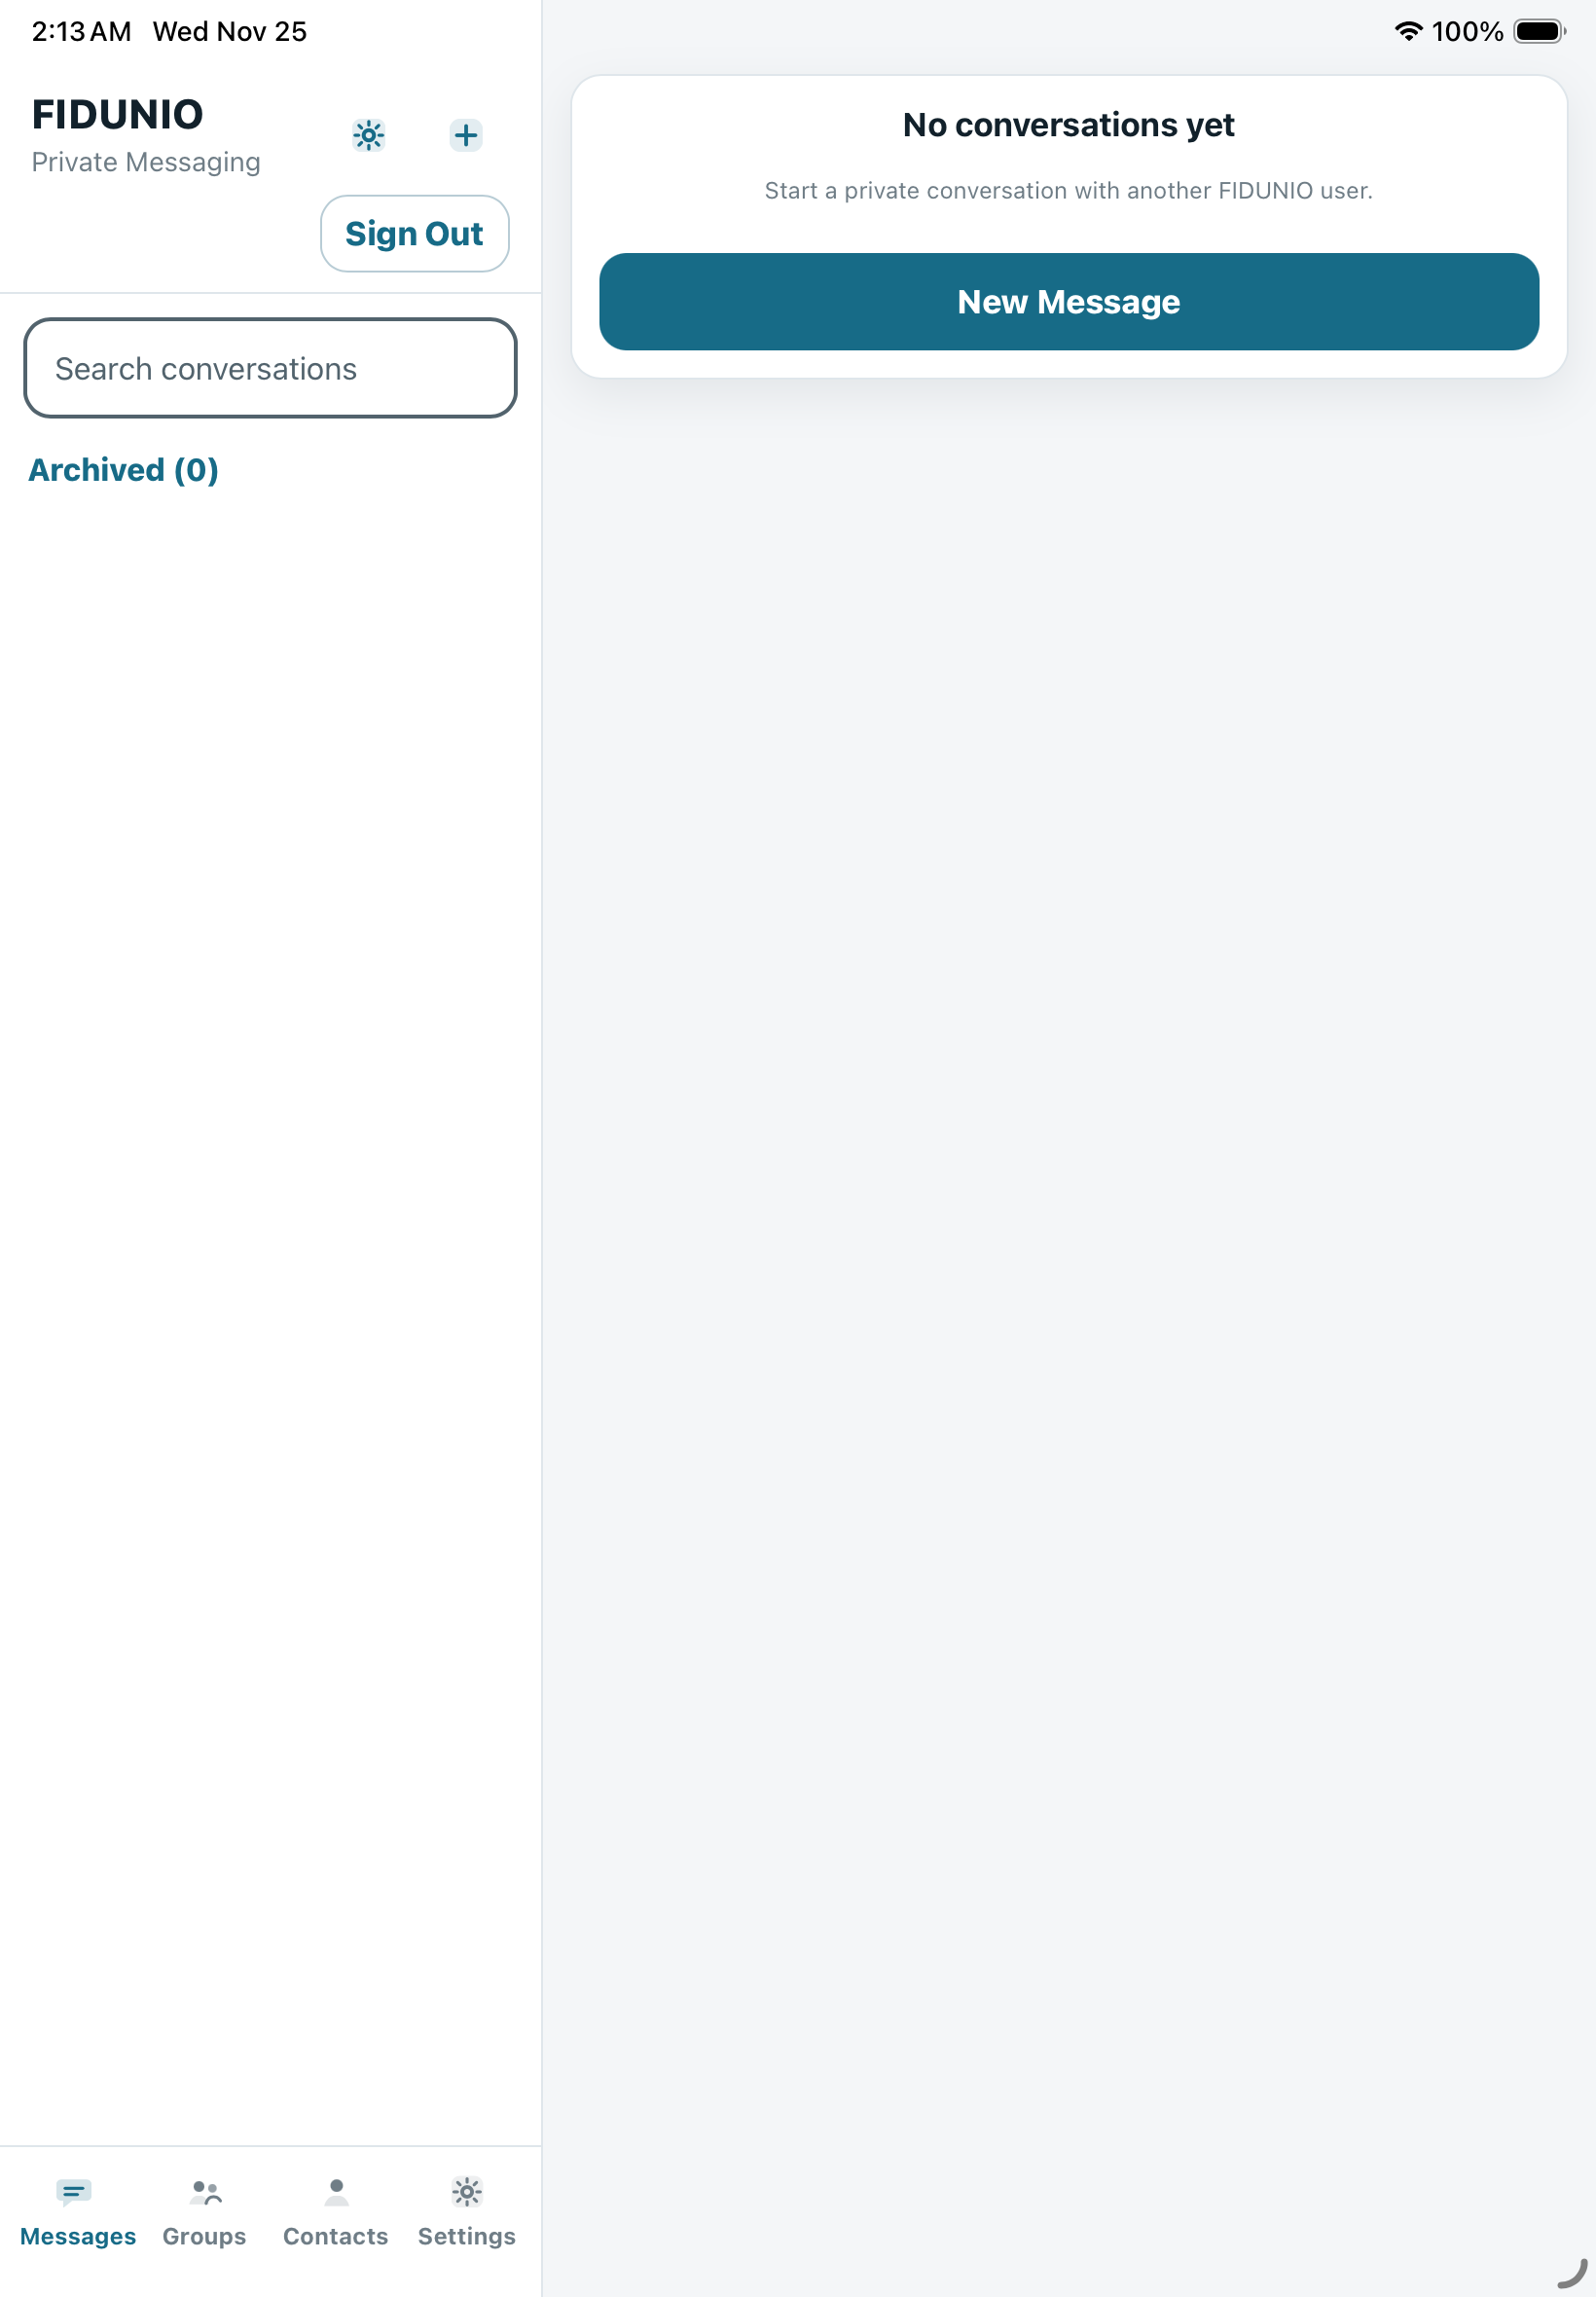 2:13 AM Wed Nov 25
100%
FIDUNIO
Private Messaging
Sign Out
Search conversations
Archived (0)
No conversations yet
Start a private conversation with another FIDUNIO user.
New Message
Messages
Groups
Contacts
Settings